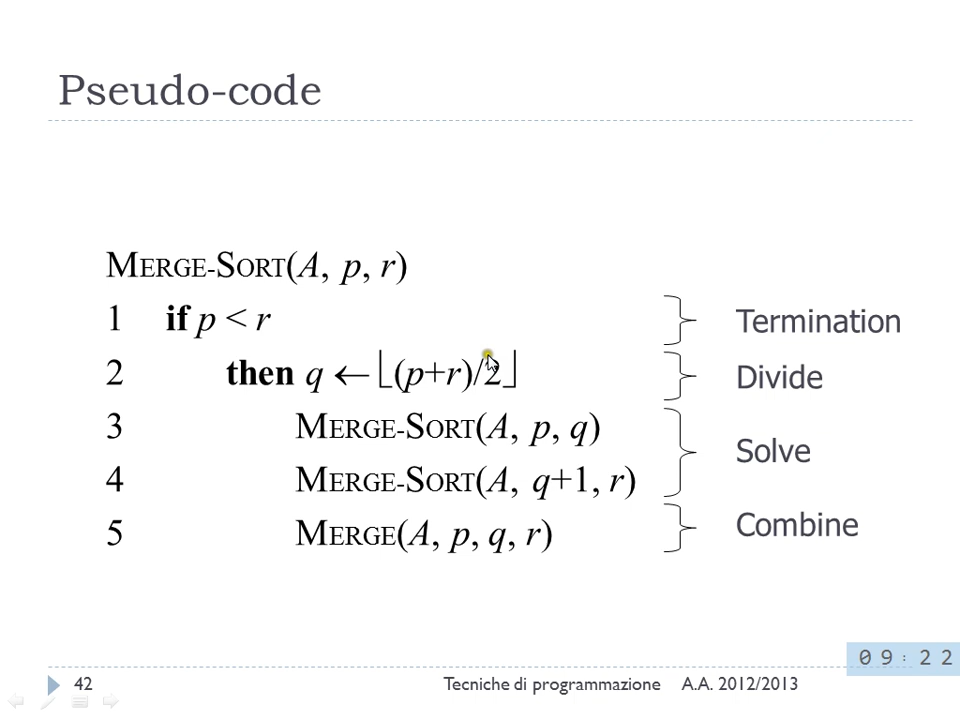 Pseudo-code
MERGE-SORT(A, p, r)
1 if p < r Termination
2 then q ← ⌊(p+r)/2⌋ Divide
3 MERGE-SORT(A, p, q)
Solve
4 MERGE-SORT(A, q+1, r)
5 MERGE(A, p, q, r) Combine
09:22
42 Tecniche di programmazione A.A. 2012/2013